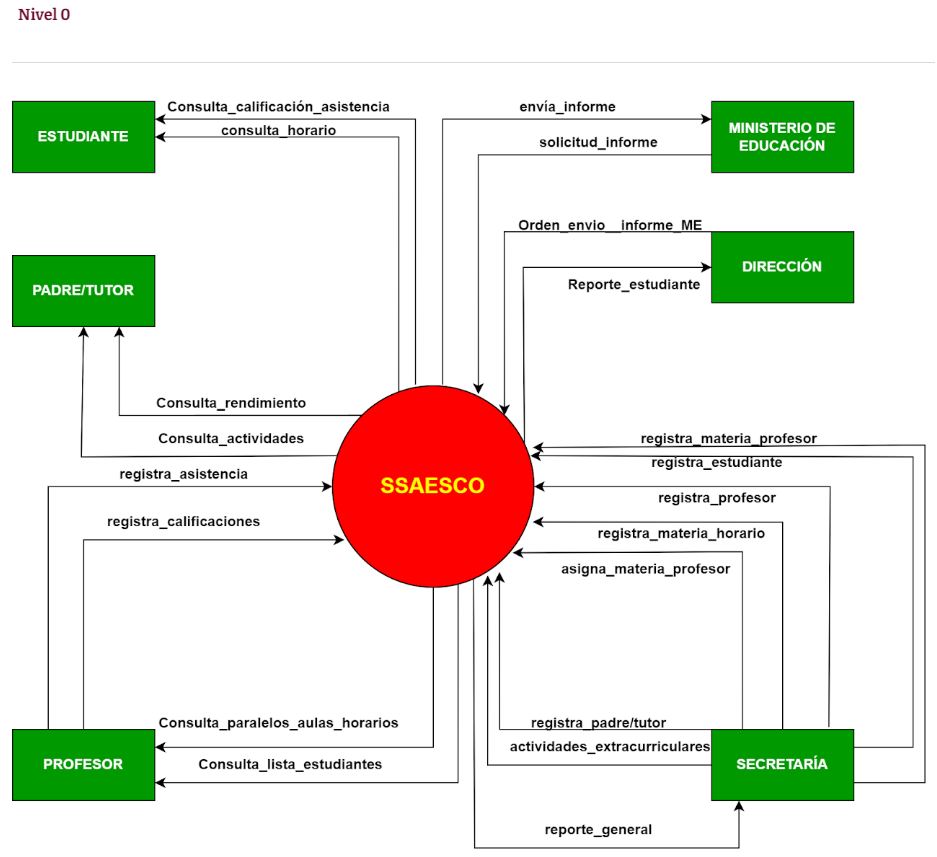 Nivel 0
Consulta_calificación_asistencia
envía_informe
ESTUDIANTE
consulta_horario
MINISTERIO DE
EDUCACIÓN
solicitud_informe
Orden_envio__informe_ME
DIRECCIÓN
Reporte_estudiante
PADRE/TUTOR
Consulta_rendimiento
Consulta_actividades
registra_materia_profesor
registra_estudiante
registra_asistencia
SSAESCO
registra_profesor
registra_calificaciones
registra_materia_horario
asigna_materia_profesor
Consulta_paralelos_aulas_horarios
registra_padre/tutor
actividades_extracurriculares
PROFESOR
Consulta_lista_estudiantes
SECRETARÍA
reporte_general